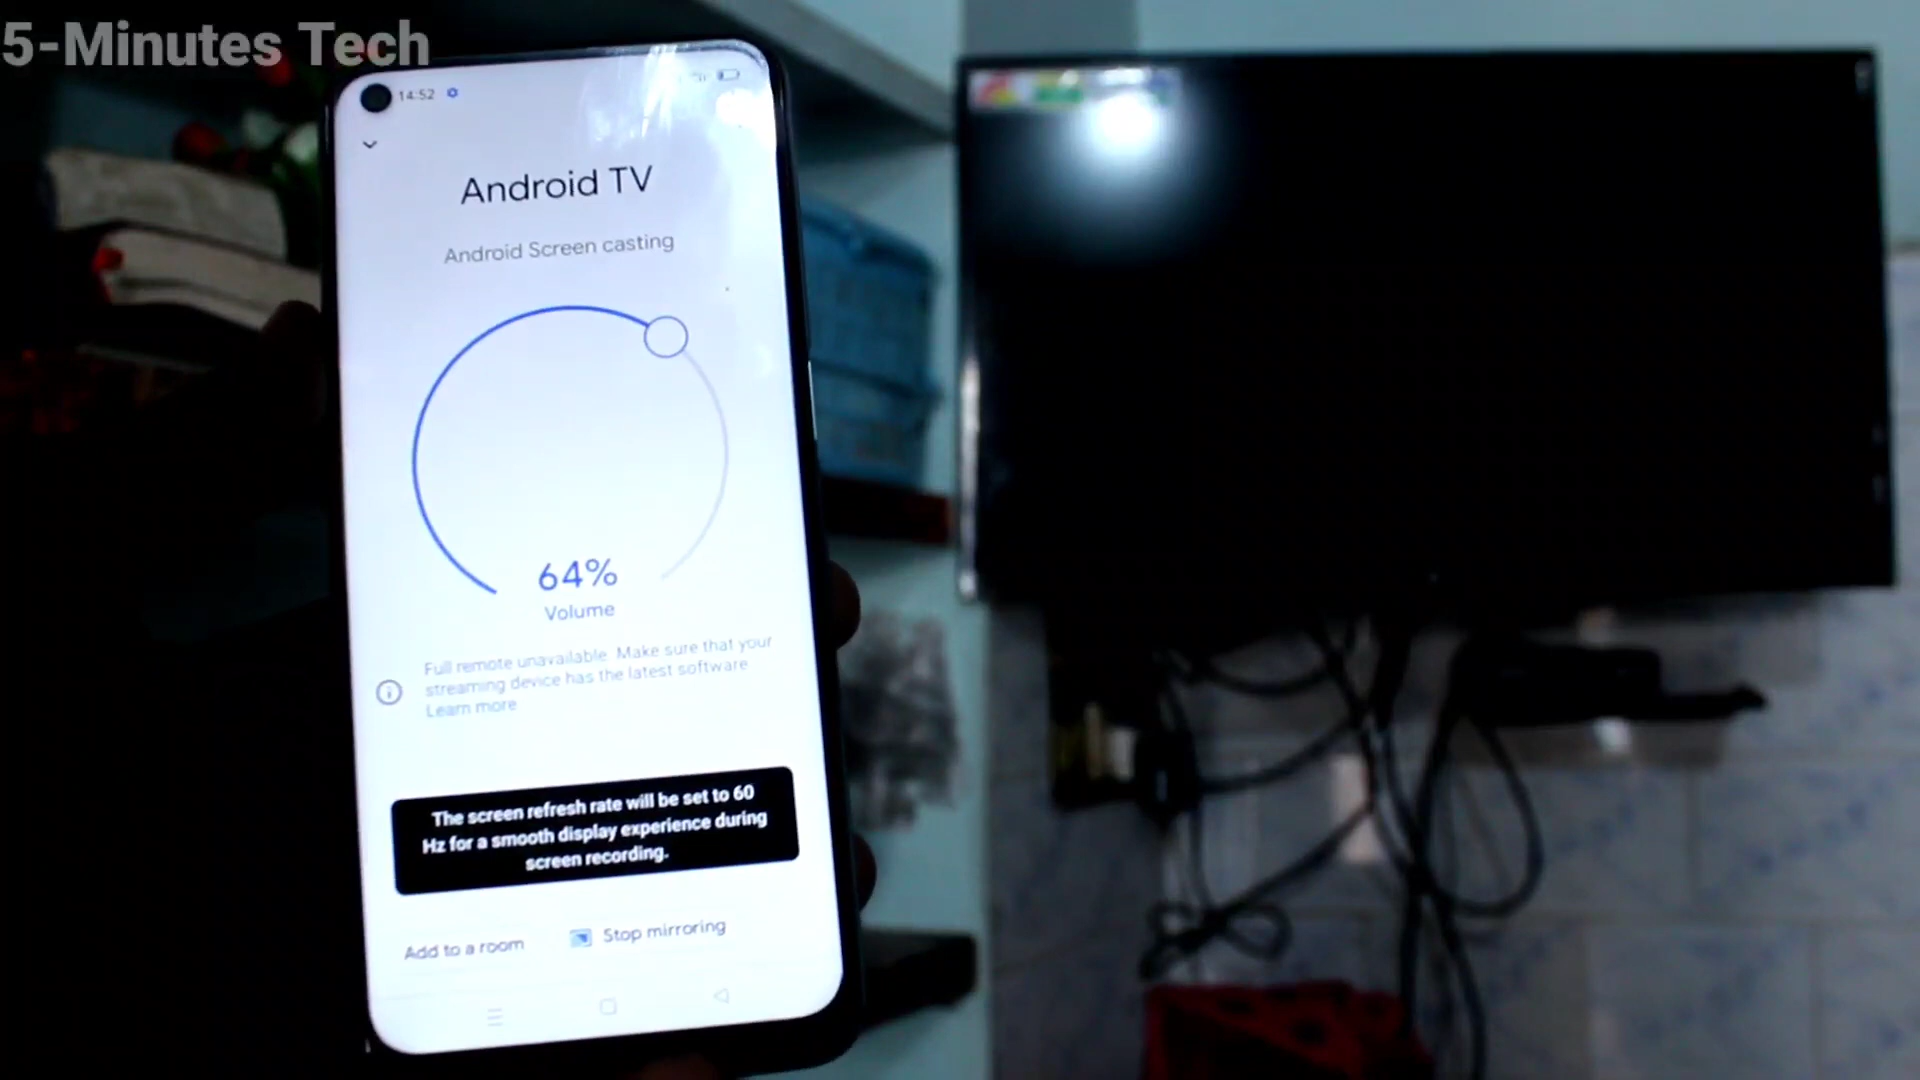 5-Minutes Tech
14:52
Android TV
Android Screen casting
64%
Volume
Full remote unavailable. Make sure that your
streaming device has the latest software
Learn more
The screen refresh rate will be set to 60
Hz for a smooth display experience during
screen recording.
Add to a room
Stop mirroring